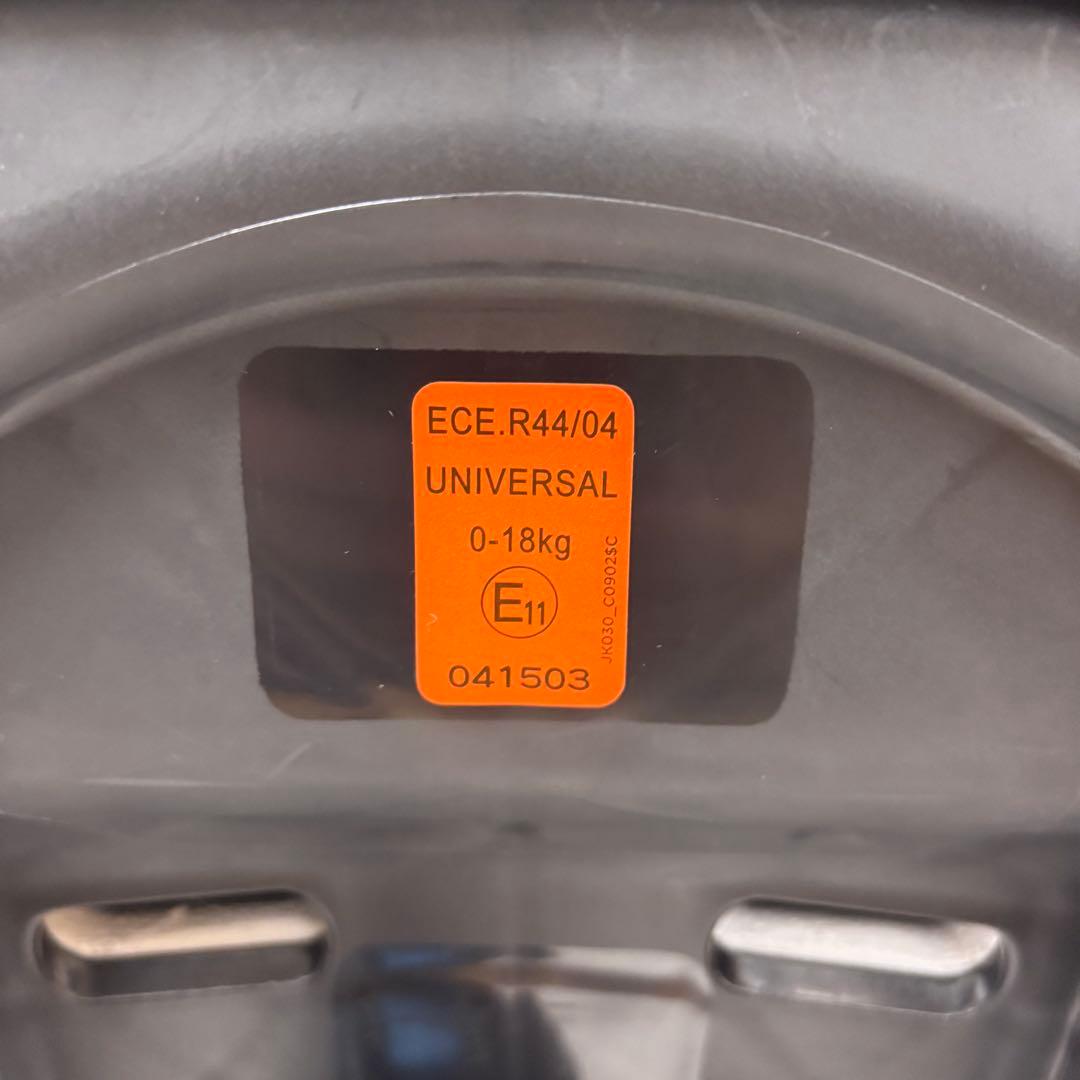 ECE.R44/04
UNIVERSAL
0-18kg
E11
041503
JK030_C0902$C